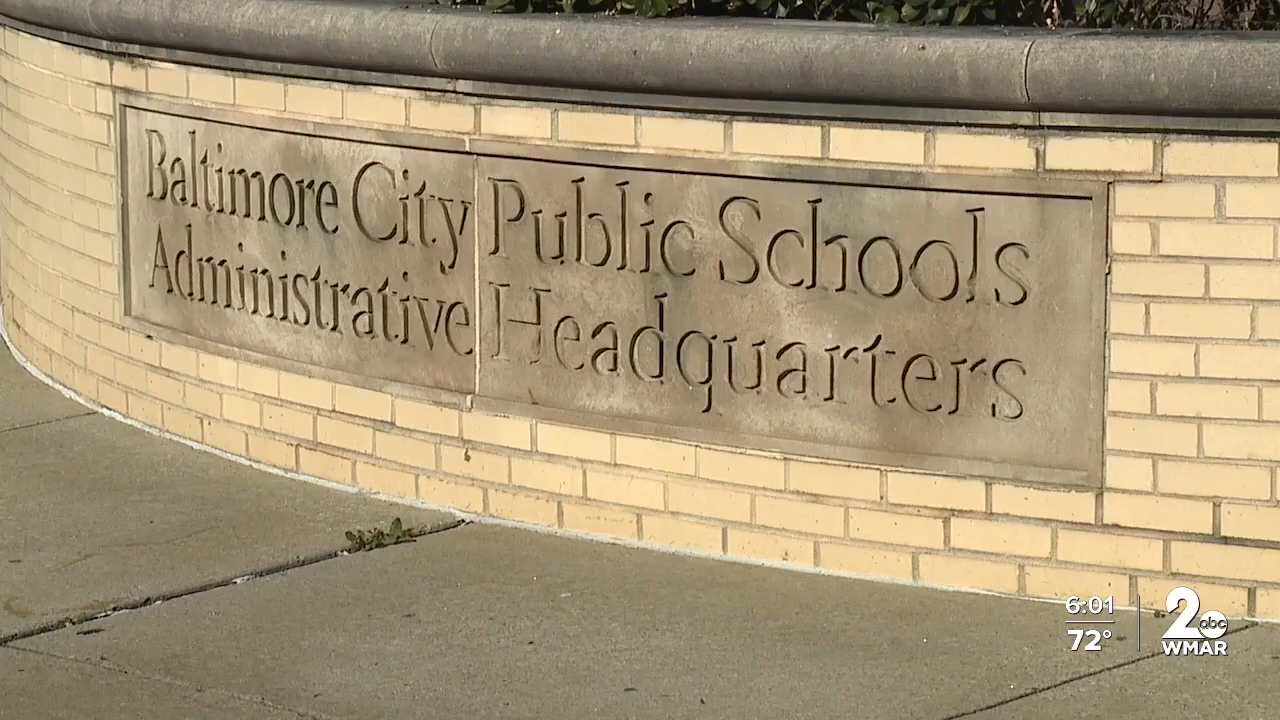 Baltimore City Public Schools
Administrative Headquarters
6:01
72°
2 abc
WMAR